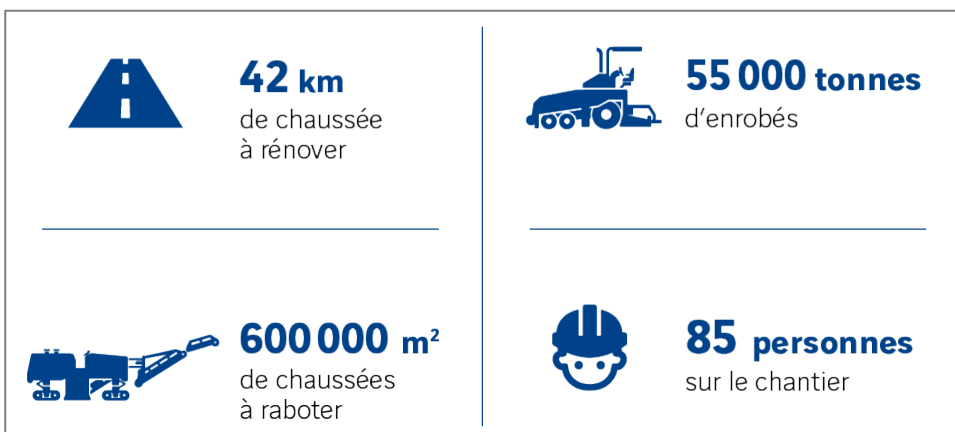 42 km
de chaussée
à rénover
55 000 tonnes
d’enrobés
600 000 m²
de chaussées
à raboter
85 personnes
sur le chantier